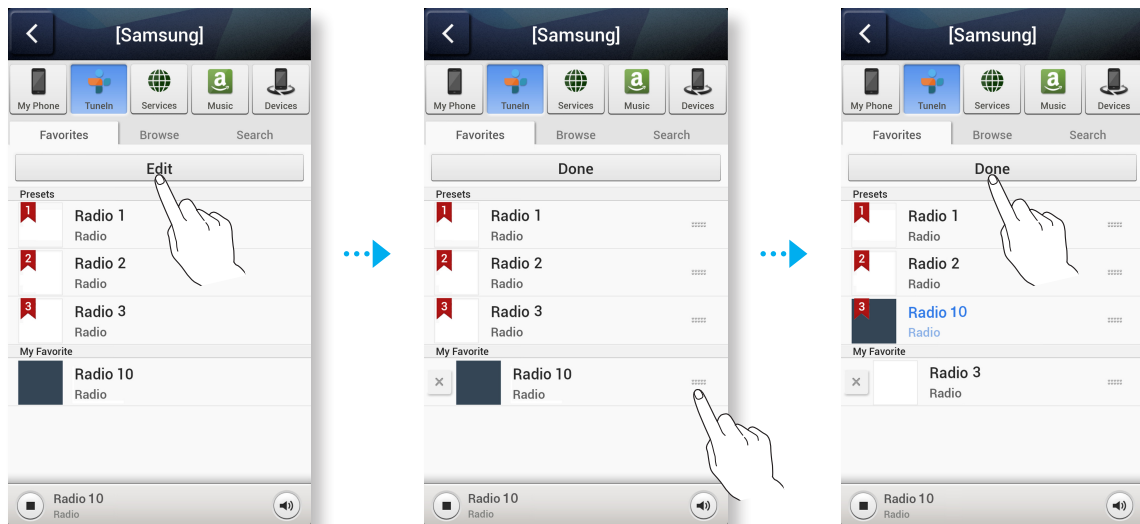 [Samsung]
My Phone TuneIn Services Music Devices
Favorites Browse Search
Edit
Presets
1 Radio 1
Radio
2 Radio 2
Radio
3 Radio 3
Radio
My Favorite
Radio 10
Radio
Radio 10
Radio
[Samsung]
My Phone TuneIn Services Music Devices
Favorites Browse Search
Done
Presets
1 Radio 1
Radio
2 Radio 2
Radio
3 Radio 3
Radio
My Favorite
Radio 10
Radio
Radio 10
Radio
[Samsung]
My Phone TuneIn Services Music Devices
Favorites Browse Search
Done
Presets
1 Radio 1
Radio
2 Radio 2
Radio
3 Radio 10
Radio
My Favorite
Radio 3
Radio
Radio 10
Radio